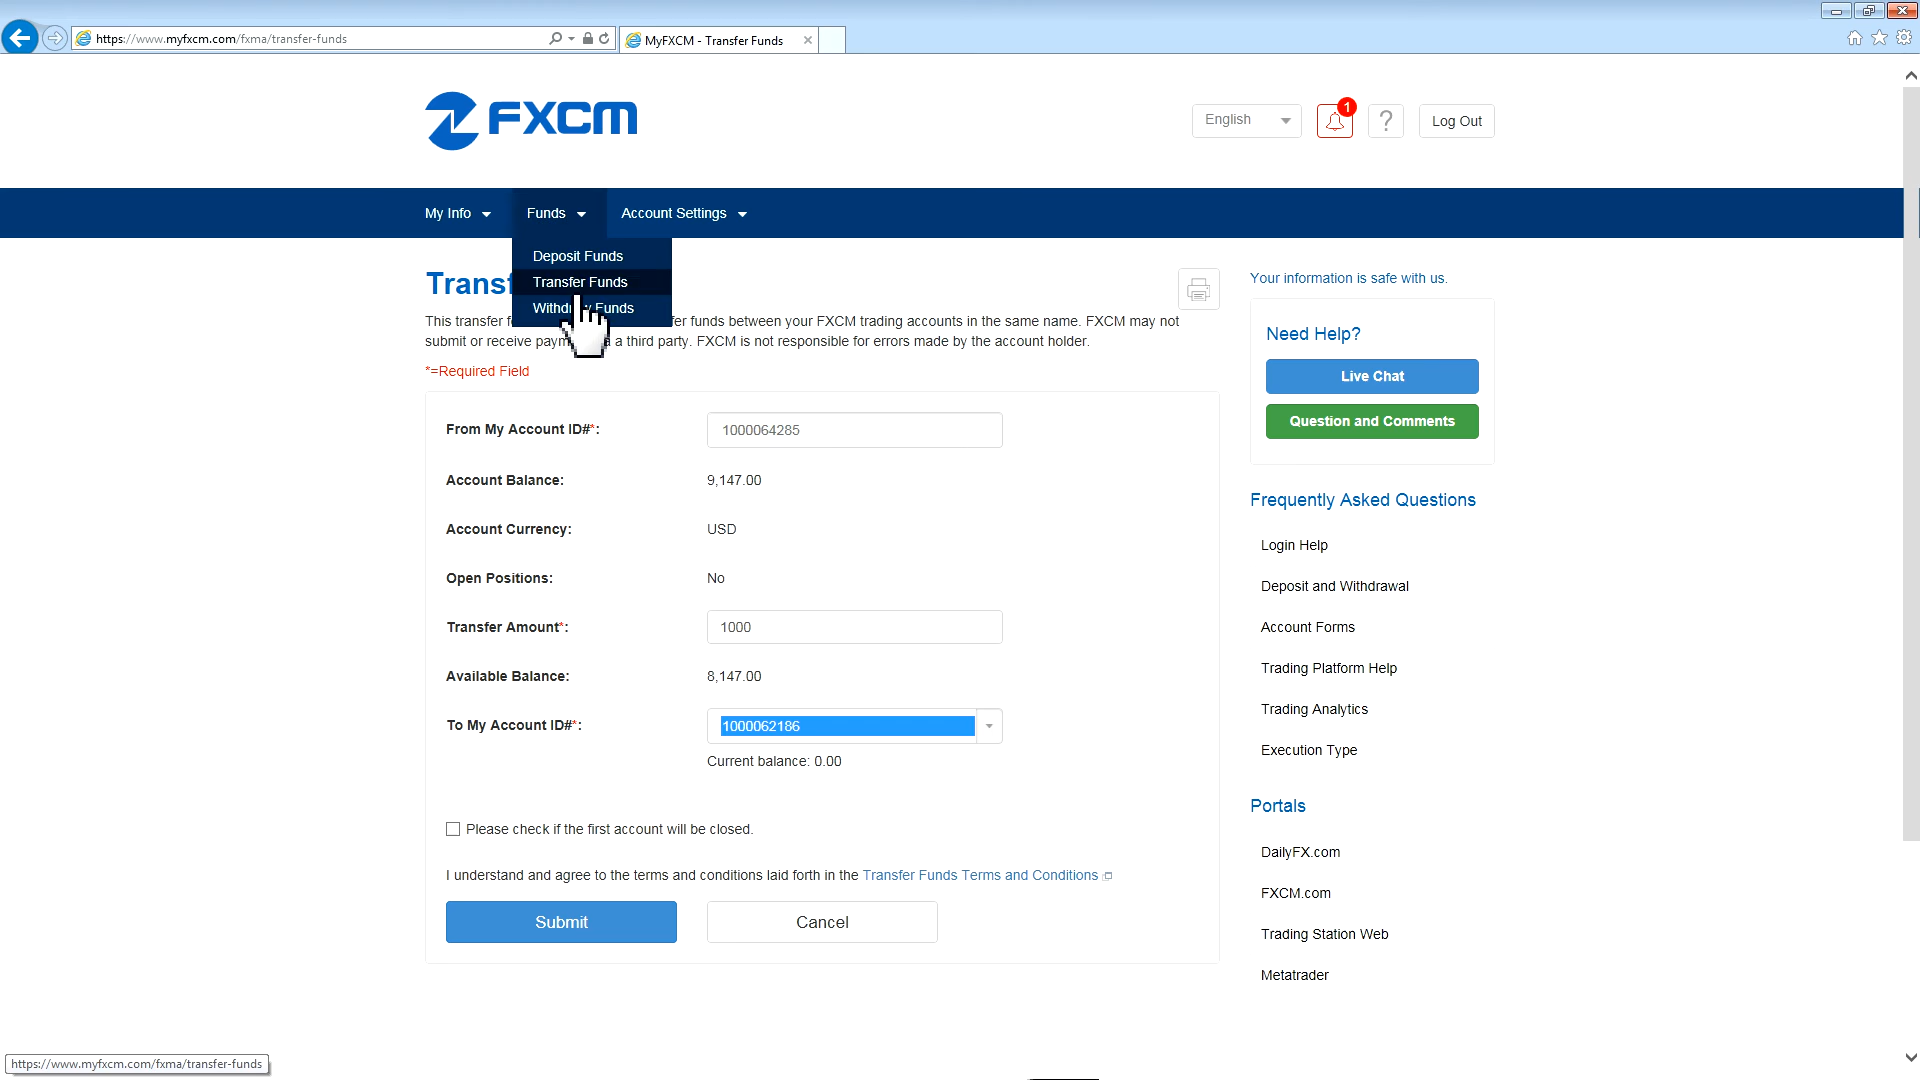 https://www.myfxcm.com/fxma/transfer-funds
MyFXCM - Transfer Funds
FXCM
English
1
?
Log Out
My Info
Funds
Account Settings
Deposit Funds
Transfer Funds
Funds
Your information is safe with us.
*=Required Field
This transfer funds between your FXCM trading accounts in the same name. FXCM may not
submit or receive a third party. FXCM is not responsible for errors made by the account holder.
From My Account ID#*:
1000064285
Account Balance:
9,147.00
Account Currency:
USD
Open Positions:
No
Transfer Amount*:
1000
Available Balance:
8,147.00
To My Account ID#*:
1000062186
Current balance: 0.00
Please check if the first account will be closed.
I understand and agree to the terms and conditions laid forth in the Transfer Funds Terms and Conditions
Submit
Cancel
Need Help?
Live Chat
Question and Comments
Frequently Asked Questions
Login Help
Deposit and Withdrawal
Account Forms
Trading Platform Help
Trading Analytics
Execution Type
Portals
DailyFX.com
FXCM.com
Trading Station Web
Metatrader
https://www.myfxcm.com/fxma/transfer-funds